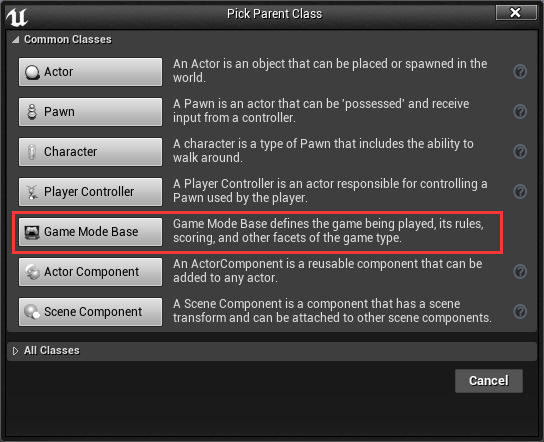 Pick Parent Class
Common Classes
Actor
An Actor is an object that can be placed or spawned in the
world.
Pawn
A Pawn is an actor that can be 'possessed' and receive
input from a controller.
Character
A character is a type of Pawn that includes the ability to
walk around.
Player Controller
A Player Controller is an actor responsible for controlling a
Pawn used by the player.
Game Mode Base
Game Mode Base defines the game being played, its rules,
scoring, and other facets of the game type.
Actor Component
An ActorComponent is a reusable component that can be
added to any actor.
Scene Component
A Scene Component is a component that has a scene
transform and can be attached to other scene components.
All Classes
Cancel